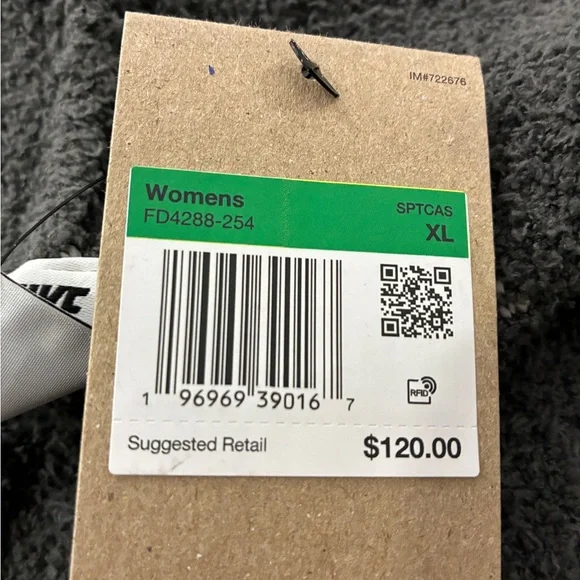 IM#722676
Womens
FD4288-254
SPTCAS
XL
1 96969 39016 7
RFID
Suggested Retail
$120.00